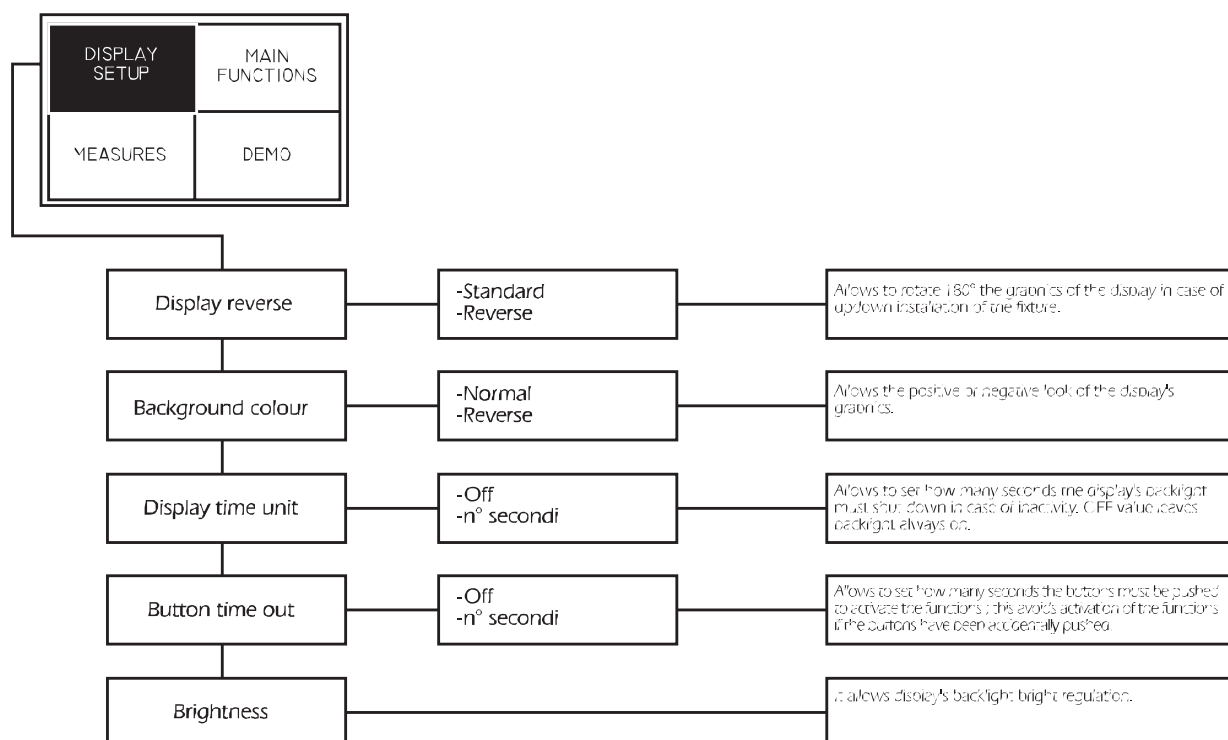 DISPLAY
SETUP
MAIN
FUNCTIONS
MEASURES
DEMO
Display reverse
-Standard
-Reverse
Allows to rotate 180° the graphics of the display in case of
updown installation of the fixture.
Background colour
-Normal
-Reverse
Allows the positive or negative look of the display's
graphics.
Display time unit
-Off
-n° secondi
Allows to set how many seconds the display's backlight
must shut down in case of inactivity. OFF value leaves
backlight always on.
Button time out
-Off
-n° secondi
Allows to set how many seconds the buttons must be pushed
to activate the functions ; this avoids activation of the functions
if the buttons have been accidentally pushed.
Brightness
It allows display's backlight bright regulation.